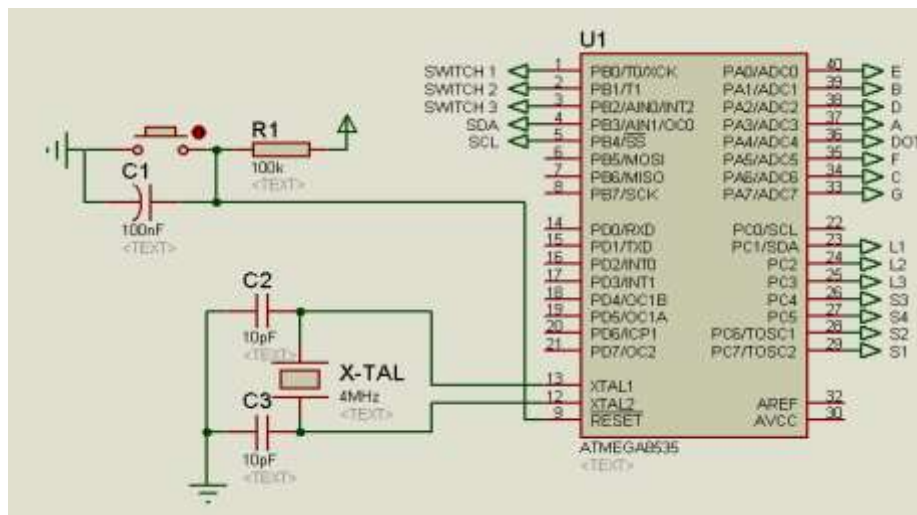 U1
SWITCH 1 1 PB0/T0/XCK PA0/ADC0 40 E
SWITCH 2 2 PB1/T1 PA1/ADC1 39 B
SWITCH 3 3 PB2/AIN0/INT2 PA2/ADC2 38 D
SDA 4 PB3/AIN1/OC0 PA3/ADC3 37 A
SCL 5 PB4/SS PA4/ADC4 36 DOT
6 PB5/MOSI PA5/ADC5 35 F
7 PB6/MISO PA6/ADC6 34 C
8 PB7/SCK PA7/ADC7 33 G
14 PD0/RXD PC0/SCL 22
15 PD1/TXD PC1/SDA 23 L1
16 PD2/INT0 PC2 24 L2
17 PD3/INT1 PC3 25 L3
18 PD4/OC1B PC4 26 S3
19 PD5/OC1A PC5 27 S4
20 PD6/ICP1 PC6/TOSC1 28 S2
21 PD7/OC2 PC7/TOSC2 29 S1
13 XTAL1
12 XTAL2 AREF 32
9 RESET AVCC 30
ATMEGA8535
<TEXT>
R1
100k
<TEXT>
C1
100nF
<TEXT>
C2
10pF
<TEXT>
X-TAL
4MHz
<TEXT>
C3
10pF
<TEXT>